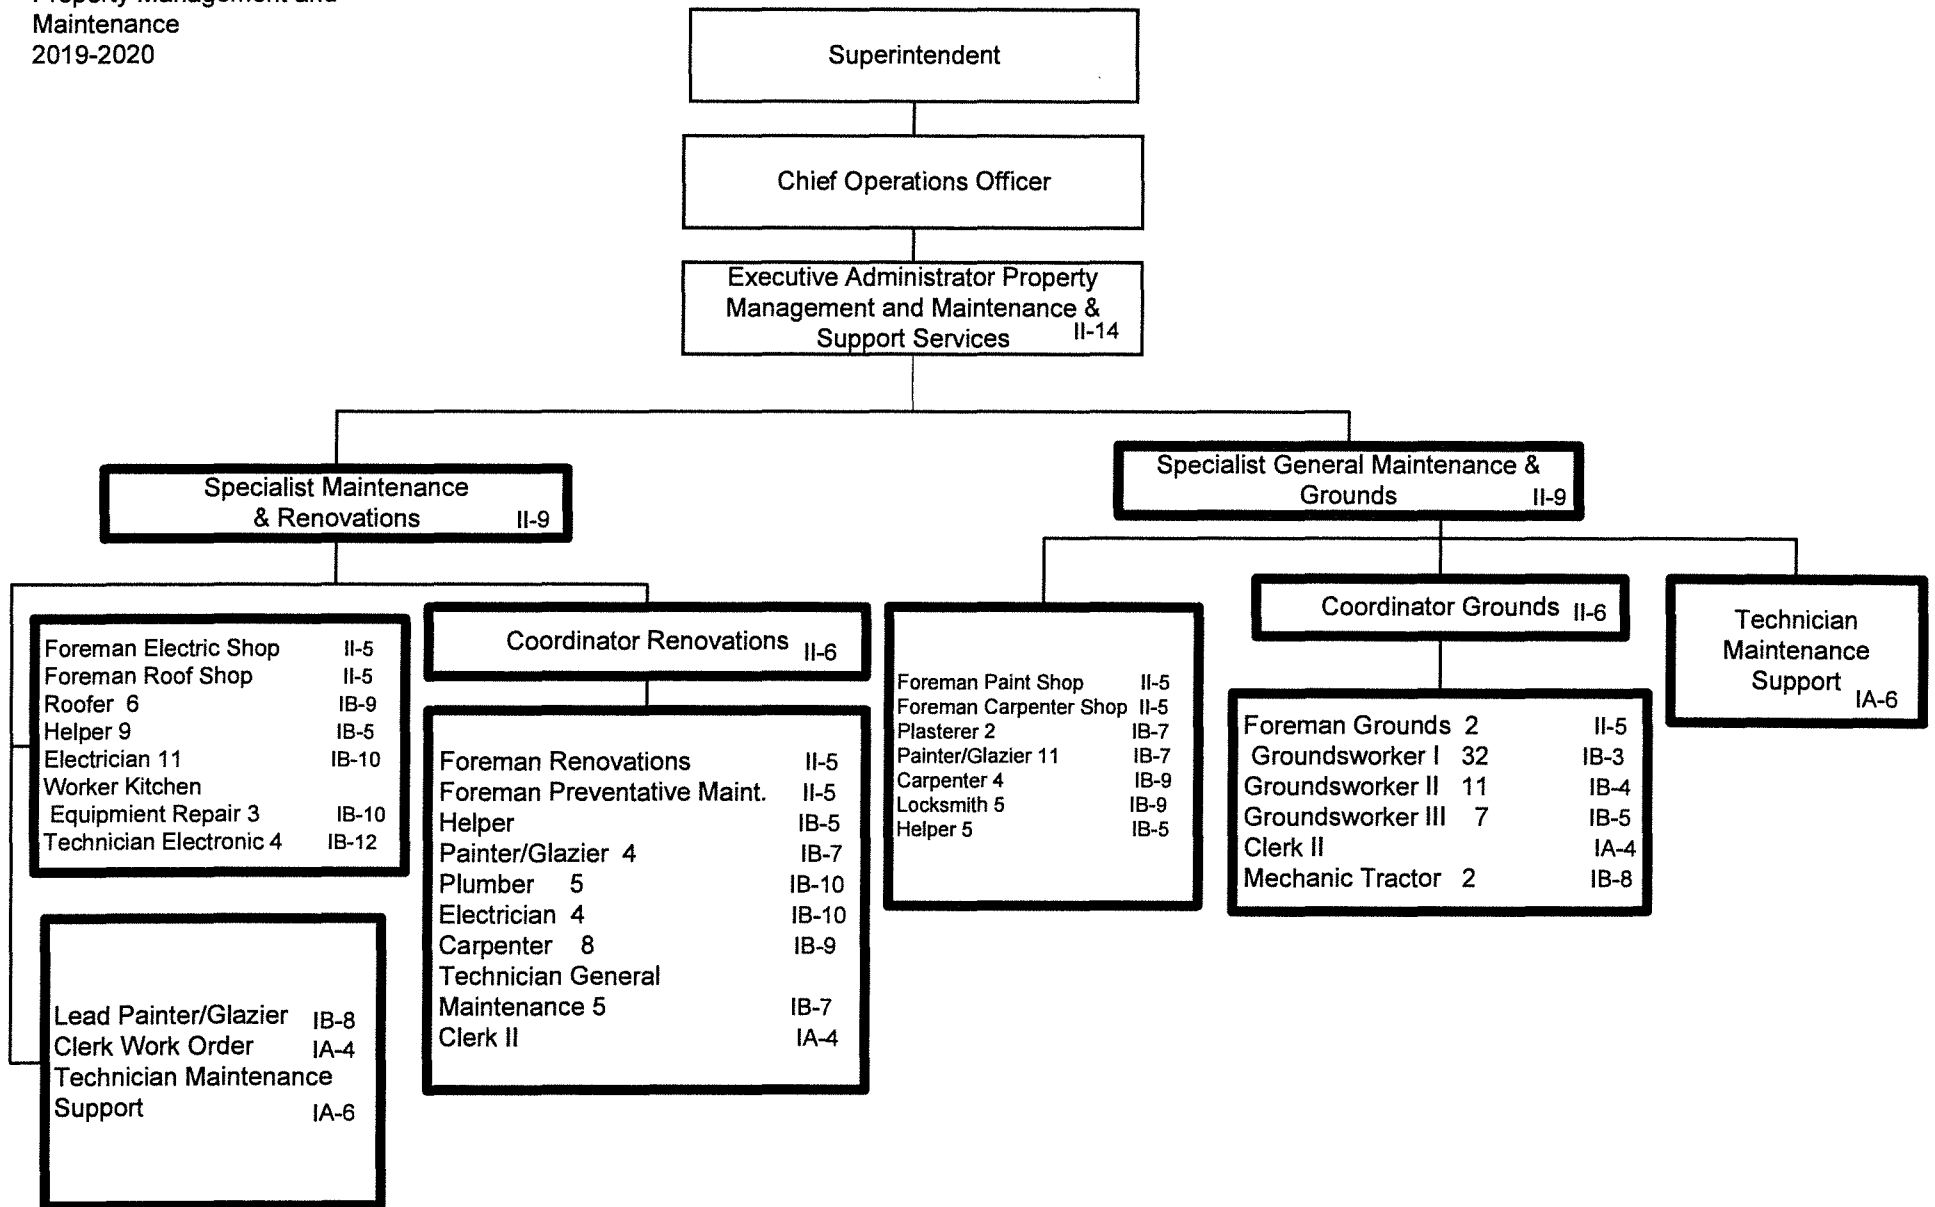 Property Management and
Maintenance
2019-2020
Superintendent
Chief Operations Officer
Executive Administrator Property
Management and Maintenance &
Support Services II-14
Specialist Maintenance
& Renovations II-9
Specialist General Maintenance &
Grounds II-9
Foreman Electric Shop II-5
Foreman Roof Shop II-5
Roofer 6 IB-9
Helper 9 IB-5
Electrician 11 IB-10
Worker Kitchen
Equipmient Repair 3 IB-10
Technician Electronic 4 IB-12
Lead Painter/Glazier IB-8
Clerk Work Order IA-4
Technician Maintenance
Support IA-6
Coordinator Renovations II-6
Foreman Renovations II-5
Foreman Preventative Maint. II-5
Helper IB-5
Painter/Glazier 4 IB-7
Plumber 5 IB-10
Electrician 4 IB-10
Carpenter 8 IB-9
Technician General
Maintenance 5 IB-7
Clerk II IA-4
Foreman Paint Shop II-5
Foreman Carpenter Shop II-5
Plasterer 2 IB-7
Painter/Glazier 11 IB-7
Carpenter 4 IB-9
Locksmith 5 IB-9
Helper 5 IB-5
Coordinator Grounds II-6
Foreman Grounds 2 II-5
Groundsworker I 32 IB-3
Groundsworker II 11 IB-4
Groundsworker III 7 IB-5
Clerk II IA-4
Mechanic Tractor 2 IB-8
Technician
Maintenance
Support IA-6